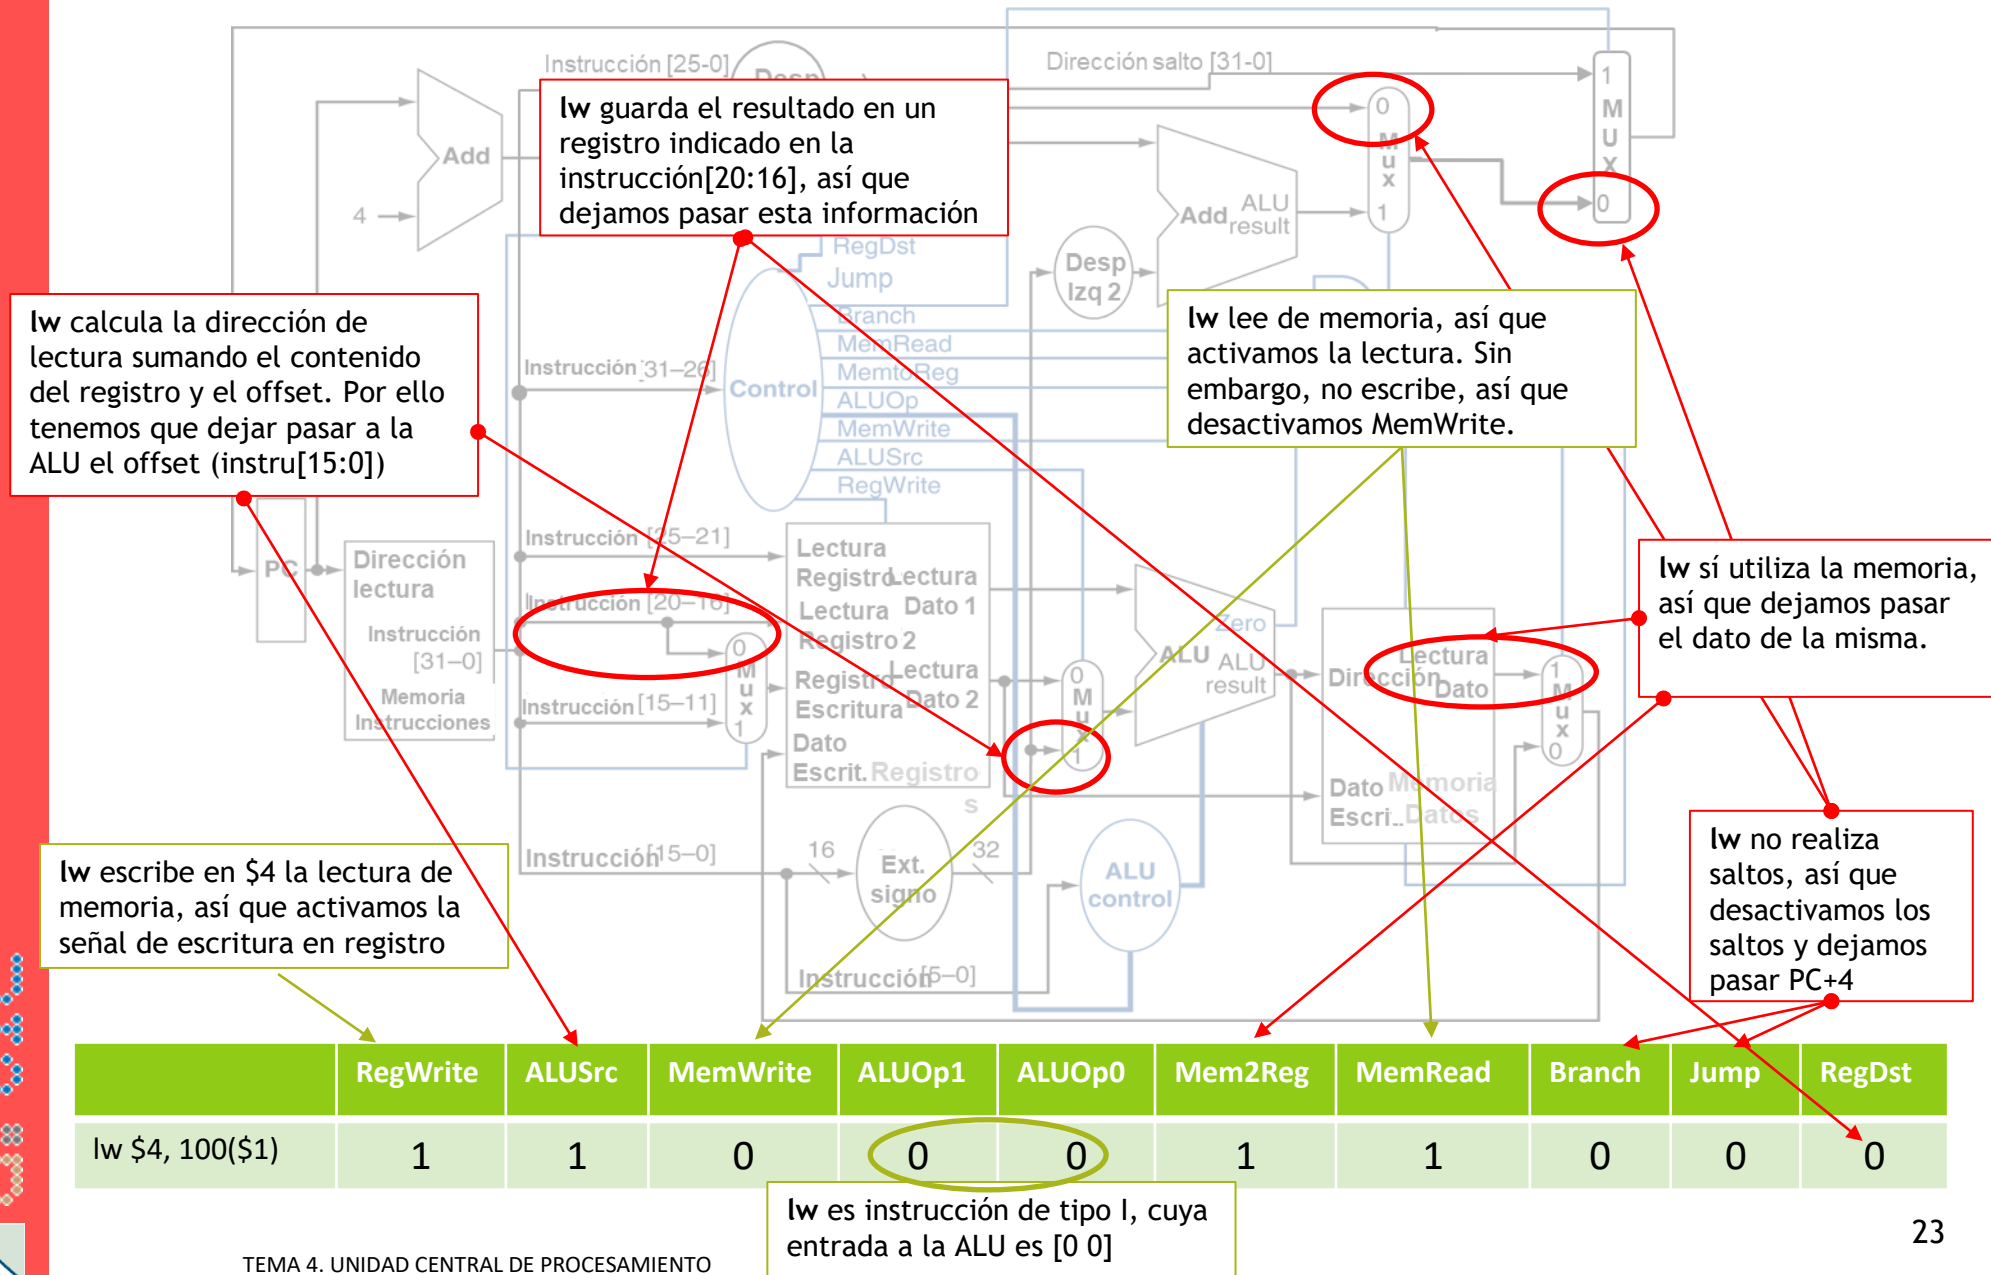 Instrucción [25-0]
Desp
Dirección salto [31-0]
lw guarda el resultado en un
registro indicado en la
instrucción[20:16], así que
dejamos pasar esta información
Add
4
0
M
u
x
1
1
M
U
X
0
Add
ALU
result
Desp
Izq 2
RegDst
Jump
Branch
MemRead
MemtoReg
ALUOp
MemWrite
ALUSrc
RegWrite
Control
Instrucción [31–26]
lw calcula la dirección de
lectura sumando el contenido
del registro y el offset. Por ello
tenemos que dejar pasar a la
ALU el offset (instru[15:0])
lw lee de memoria, así que
activamos la lectura. Sin
embargo, no escribe, así que
desactivamos MemWrite.
PC
Dirección
lectura
Instrucción
[31–0]
Memoria
Instrucciones
Instrucción [25–21]
Instrucción [20–16]
Instrucción [15–11]
0
M
u
x
1
Lectura
Registro
Lectura
Registro 2
Registro
Escritura
Dato
Escrit.
Lectura
Dato 1
Lectura
Dato 2
Registro
s
0
M
u
x
1
Zero
ALU
ALU
result
Lectura
Dirección
Dato
Dato
Escri..
Memoria
Datos
1
M
u
x
0
lw sí utiliza la memoria,
así que dejamos pasar
el dato de la misma.
Instrucción [15–0]
16
Ext.
signo
32
ALU
control
Instrucción [5–0]
lw escribe en $4 la lectura de
memoria, así que activamos la
señal de escritura en registro
lw no realiza
saltos, así que
desactivamos los
saltos y dejamos
pasar PC+4
RegWrite ALUSrc MemWrite ALUOp1 ALUOp0 Mem2Reg MemRead Branch Jump RegDst
lw $4, 100($1) 1 1 0 0 0 1 1 0 0 0
lw es instrucción de tipo I, cuya
entrada a la ALU es [0 0]
23
TEMA 4. UNIDAD CENTRAL DE PROCESAMIENTO